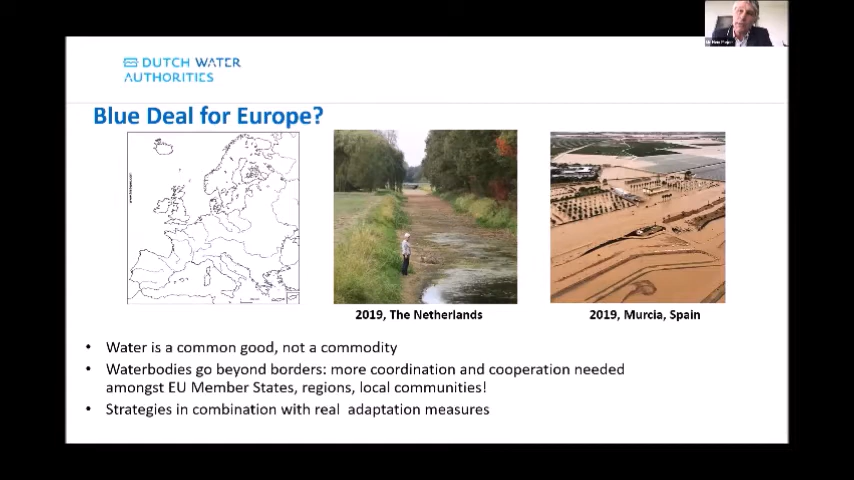 DUTCH WATER
AUTHORITIES
Blue Deal for Europe?
2019, The Netherlands
2019, Murcia, Spain
• Water is a common good, not a commodity
• Waterbodies go beyond borders: more coordination and cooperation needed
amongst EU Member States, regions, local communities!
• Strategies in combination with real adaptation measures